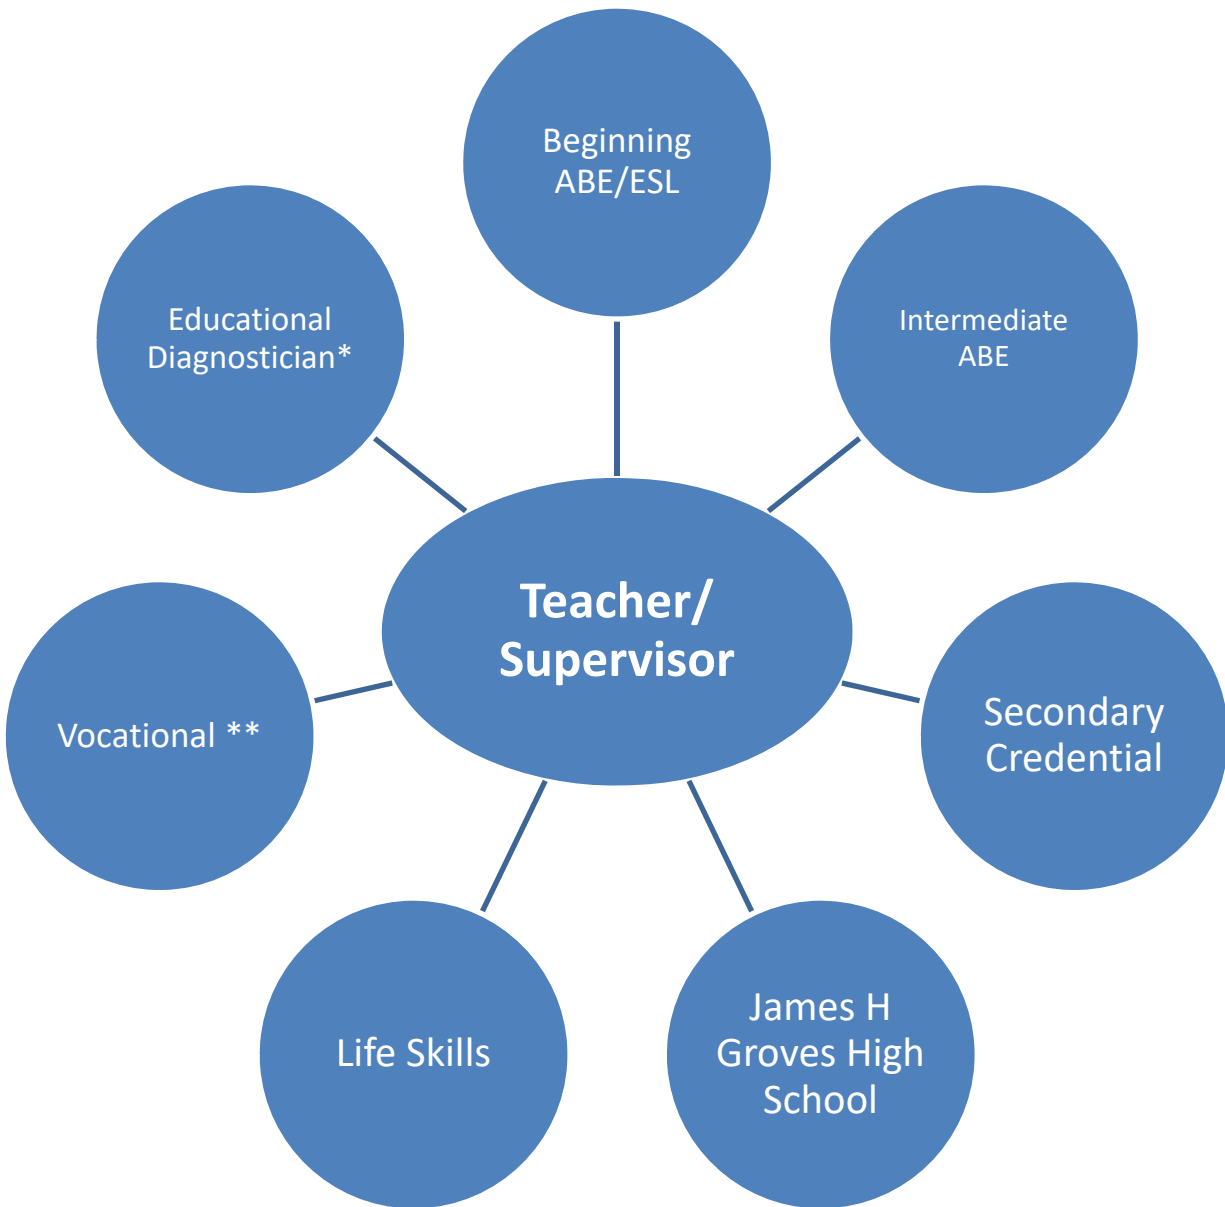 Beginning
ABE/ESL
Intermediate
ABE
Secondary
Credential
James H
Groves High
School
Life Skills
Vocational **
Educational
Diagnostician*
Teacher/
Supervisor